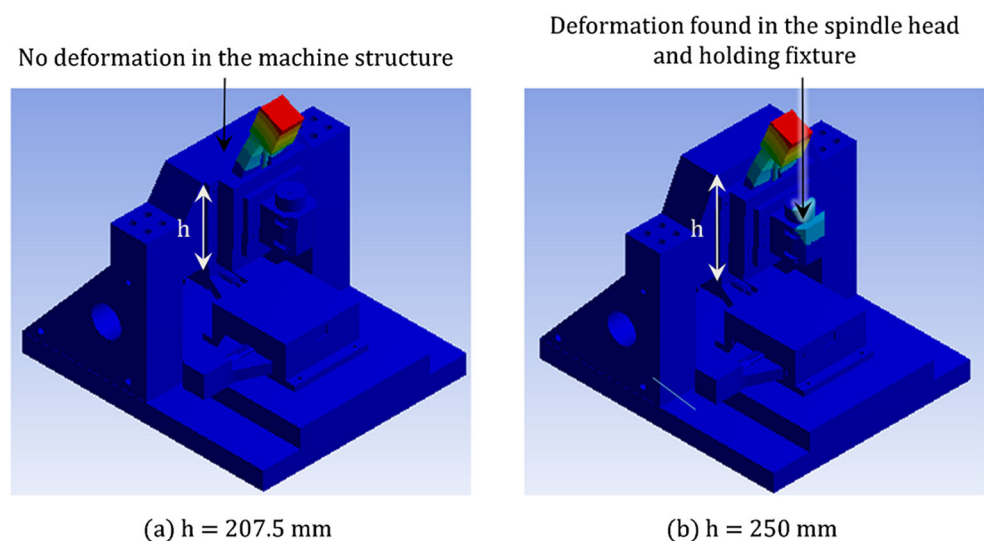 No deformation in the machine structure
Deformation found in the spindle head
and holding fixture
h
h
(a) h = 207.5 mm
(b) h = 250 mm